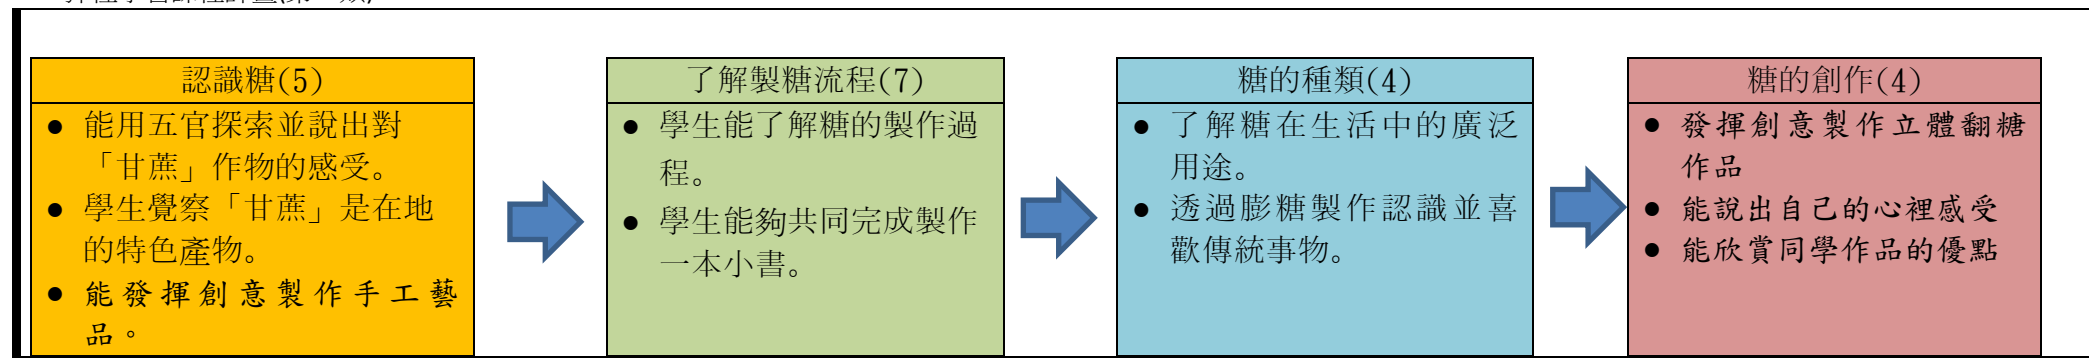 認識糖(5)
● 能用五官探索並說出對
「甘蔗」作物的感受。
● 學生覺察「甘蔗」是在地
的特色產物。
● 能發揮創意製作手工藝
品。
了解製糖流程(7)
● 學生能了解糖的製作過
程。
● 學生能夠共同完成製作
一本小書。
糖的種類(4)
● 了解糖在生活中的廣泛
用途。
● 透過膨糖製作認識並喜
歡傳統事物。
糖的創作(4)
● 發揮創意製作立體翻糖
作品
● 能說出自己的心裡感受
● 能欣賞同學作品的優點